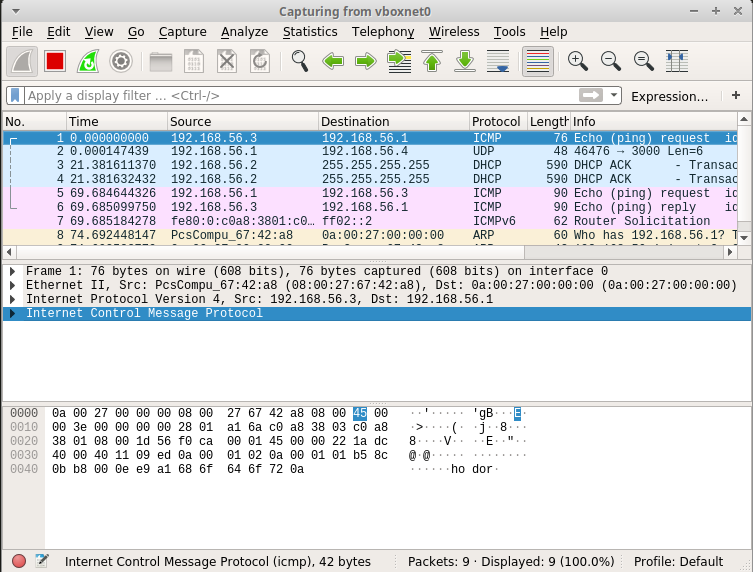 Capturing from vboxnet0
File Edit View Go Capture Analyze Statistics Telephony Wireless Tools Help
Apply a display filter … <Ctrl-/> Expression… +
No. Time Source Destination Protocol Length Info
1 0.000000000 192.168.56.3 192.168.56.1 ICMP 76 Echo (ping) request id
2 0.000147439 192.168.56.1 192.168.56.4 UDP 48 46476 → 3000 Len=6
3 21.381611370 192.168.56.2 255.255.255.255 DHCP 590 DHCP ACK - Transac
4 21.381632432 192.168.56.2 255.255.255.255 DHCP 590 DHCP ACK - Transac
5 69.684644326 192.168.56.1 192.168.56.3 ICMP 90 Echo (ping) request id
6 69.685099750 192.168.56.3 192.168.56.1 ICMP 90 Echo (ping) reply id
7 69.685184278 fe80:0:c0a8:3801:c0… ff02::2 ICMPv6 62 Router Solicitation
8 74.692448147 PcsCompu_67:42:a8 0a:00:27:00:00:00 ARP 60 Who has 192.168.56.1? T
Frame 1: 76 bytes on wire (608 bits), 76 bytes captured (608 bits) on interface 0
Ethernet II, Src: PcsCompu_67:42:a8 (08:00:27:67:42:a8), Dst: 0a:00:27:00:00:00 (0a:00:27:00:00:00)
Internet Protocol Version 4, Src: 192.168.56.3, Dst: 192.168.56.1
Internet Control Message Protocol
0000 0a 00 27 00 00 00 08 00 27 67 42 a8 08 00 45 00 ··'····· 'gB···E·
0010 00 3e 00 00 00 00 28 01 a1 6a c0 a8 38 03 c0 a8 ·>····(· ·j··8···
0020 38 01 08 00 1d 56 f0 ca 00 01 45 00 00 22 1a dc 8····V·· ··E··"··
0030 40 00 40 11 09 ed 0a 00 01 02 0a 00 01 01 b5 8c @·@····· ········
0040 0b b8 00 0e e9 a1 68 6f 64 6f 72 0a ······ho dor·
Internet Control Message Protocol (icmp), 42 bytes Packets: 9 · Displayed: 9 (100.0%) Profile: Default